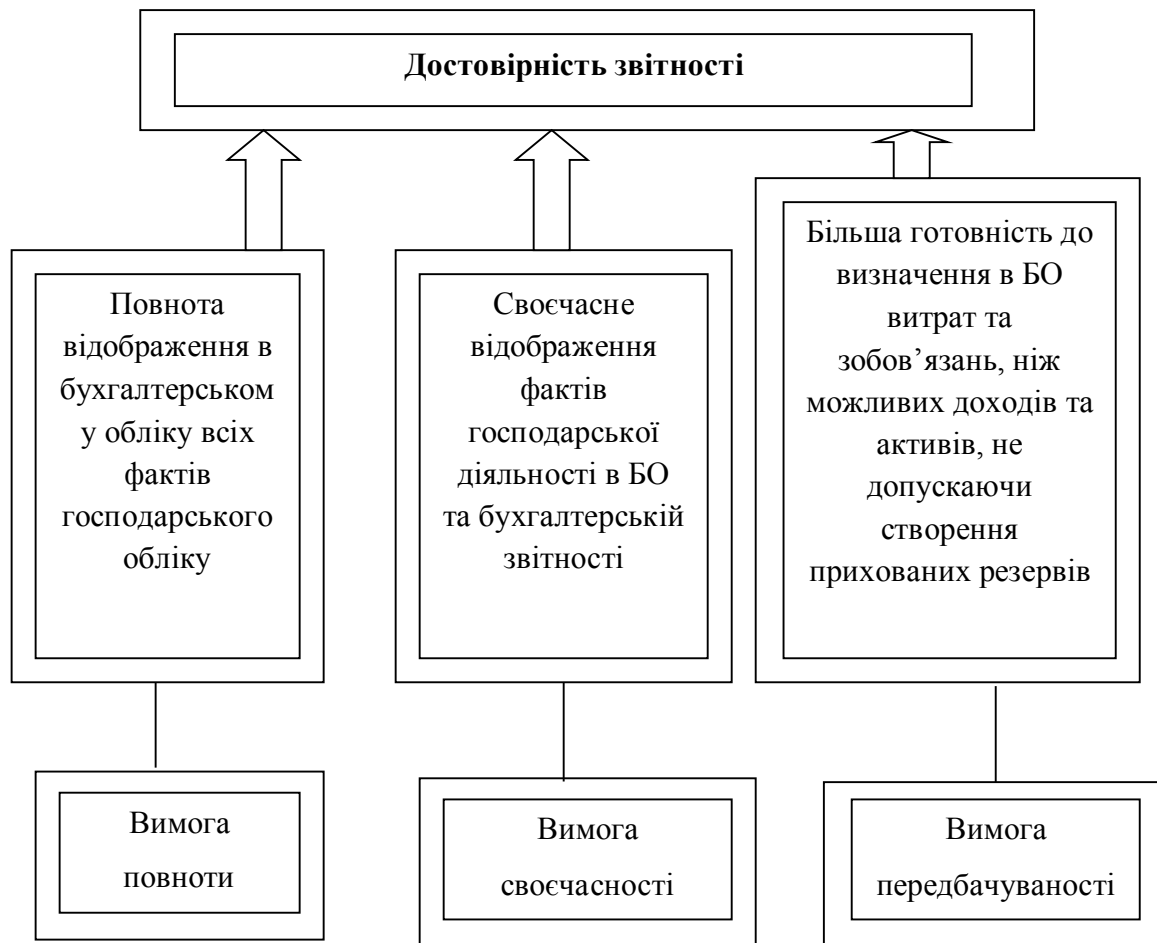 Достовірність звітності
Повнота
відображення в
бухгалтерськом
у обліку всіх
фактів
господарського
обліку
Своєчасне
відображення
фактів
господарської
діяльності в БО
та бухгалтерській
звітності
Більша готовність до
визначення в БО
витрат та
зобов’язань, ніж
можливих доходів та
активів, не
допускаючи
створення
прихованих резервів
Вимога
повноти
Вимога
своєчасності
Вимога
передбачуваності